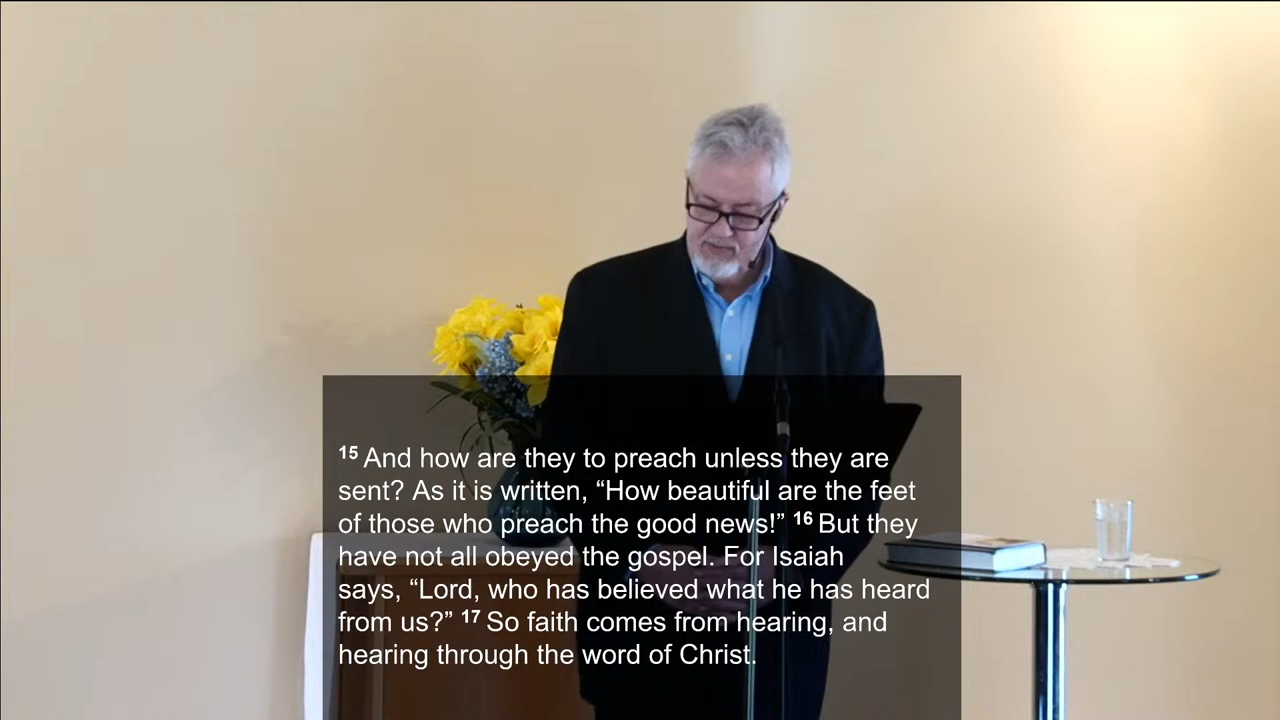 15 And how are they to preach unless they are
sent? As it is written, “How beautiful are the feet
of those who preach the good news!” 16 But they
have not all obeyed the gospel. For Isaiah
says, “Lord, who has believed what he has heard
from us?” 17 So faith comes from hearing, and
hearing through the word of Christ.